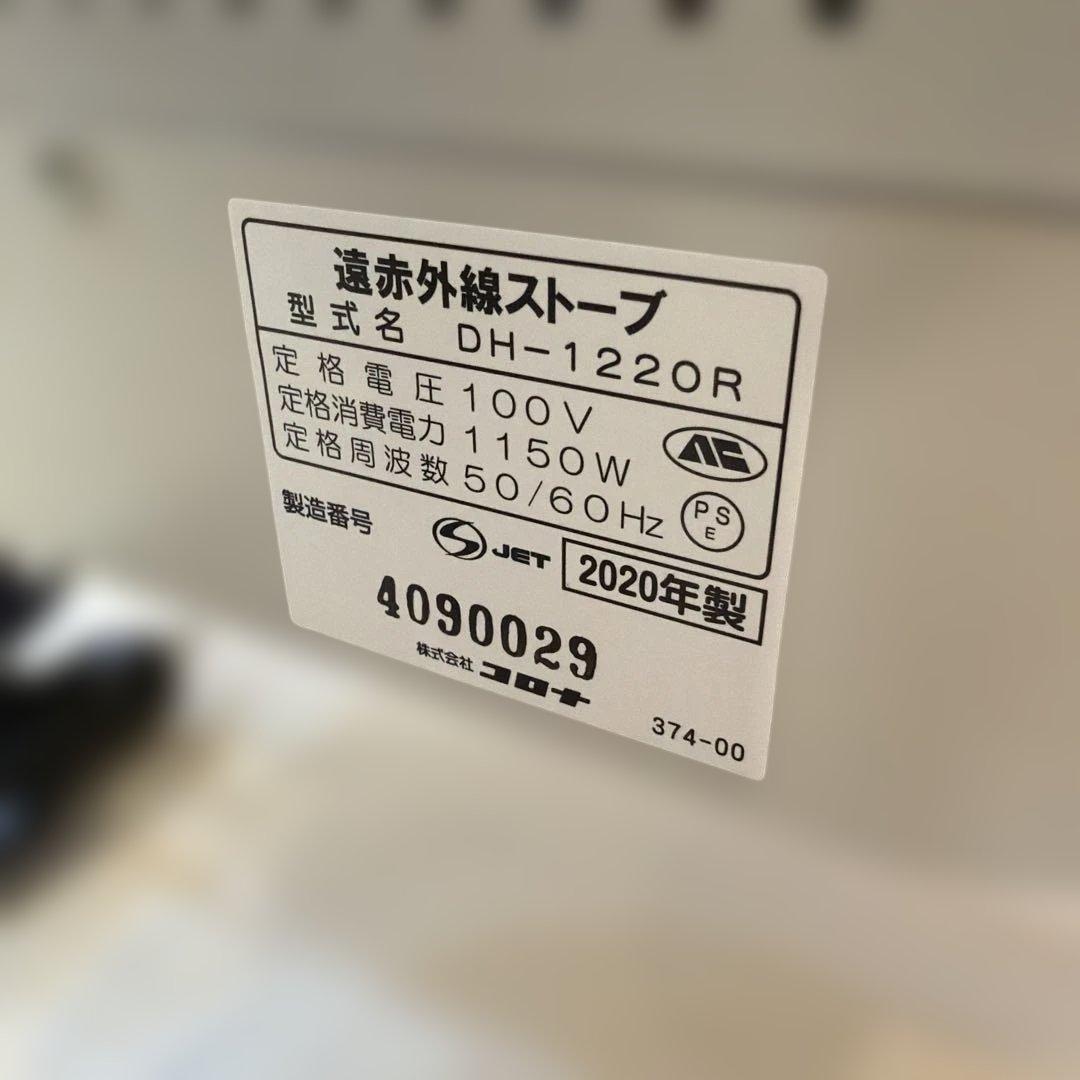 遠赤外線ストーブ
型式名 DH-1220R
定格電圧 100V
定格消費電力 1150W
定格周波数 50/60Hz
PS
E
製造番号
JET
2020年製
4090029
株式会社コロナ
374-00